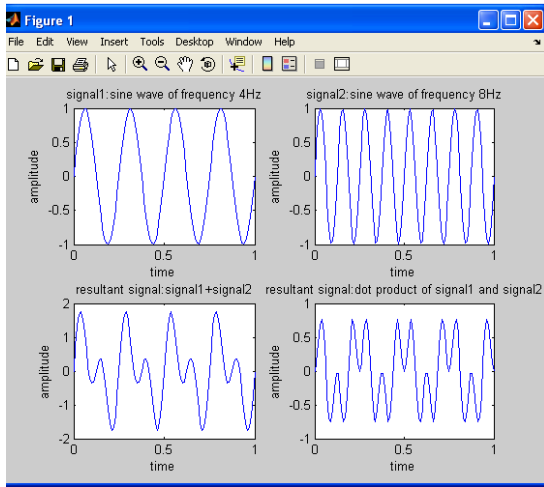 Figure 1
File Edit View Insert Tools Desktop Window Help
signal1:sine wave of frequency 4Hz
1
0.5
0
-0.5
-1
amplitude
0 0.5 1
time
signal2:sine wave of frequency 8Hz
1
0.5
0
-0.5
-1
amplitude
0 0.5 1
time
resultant signal:signal1+signal2
2
1
0
-1
-2
amplitude
0 0.5 1
time
resultant signal:dot product of signal1 and signal2
1
0.5
0
-0.5
-1
amplitude
0 0.5 1
time